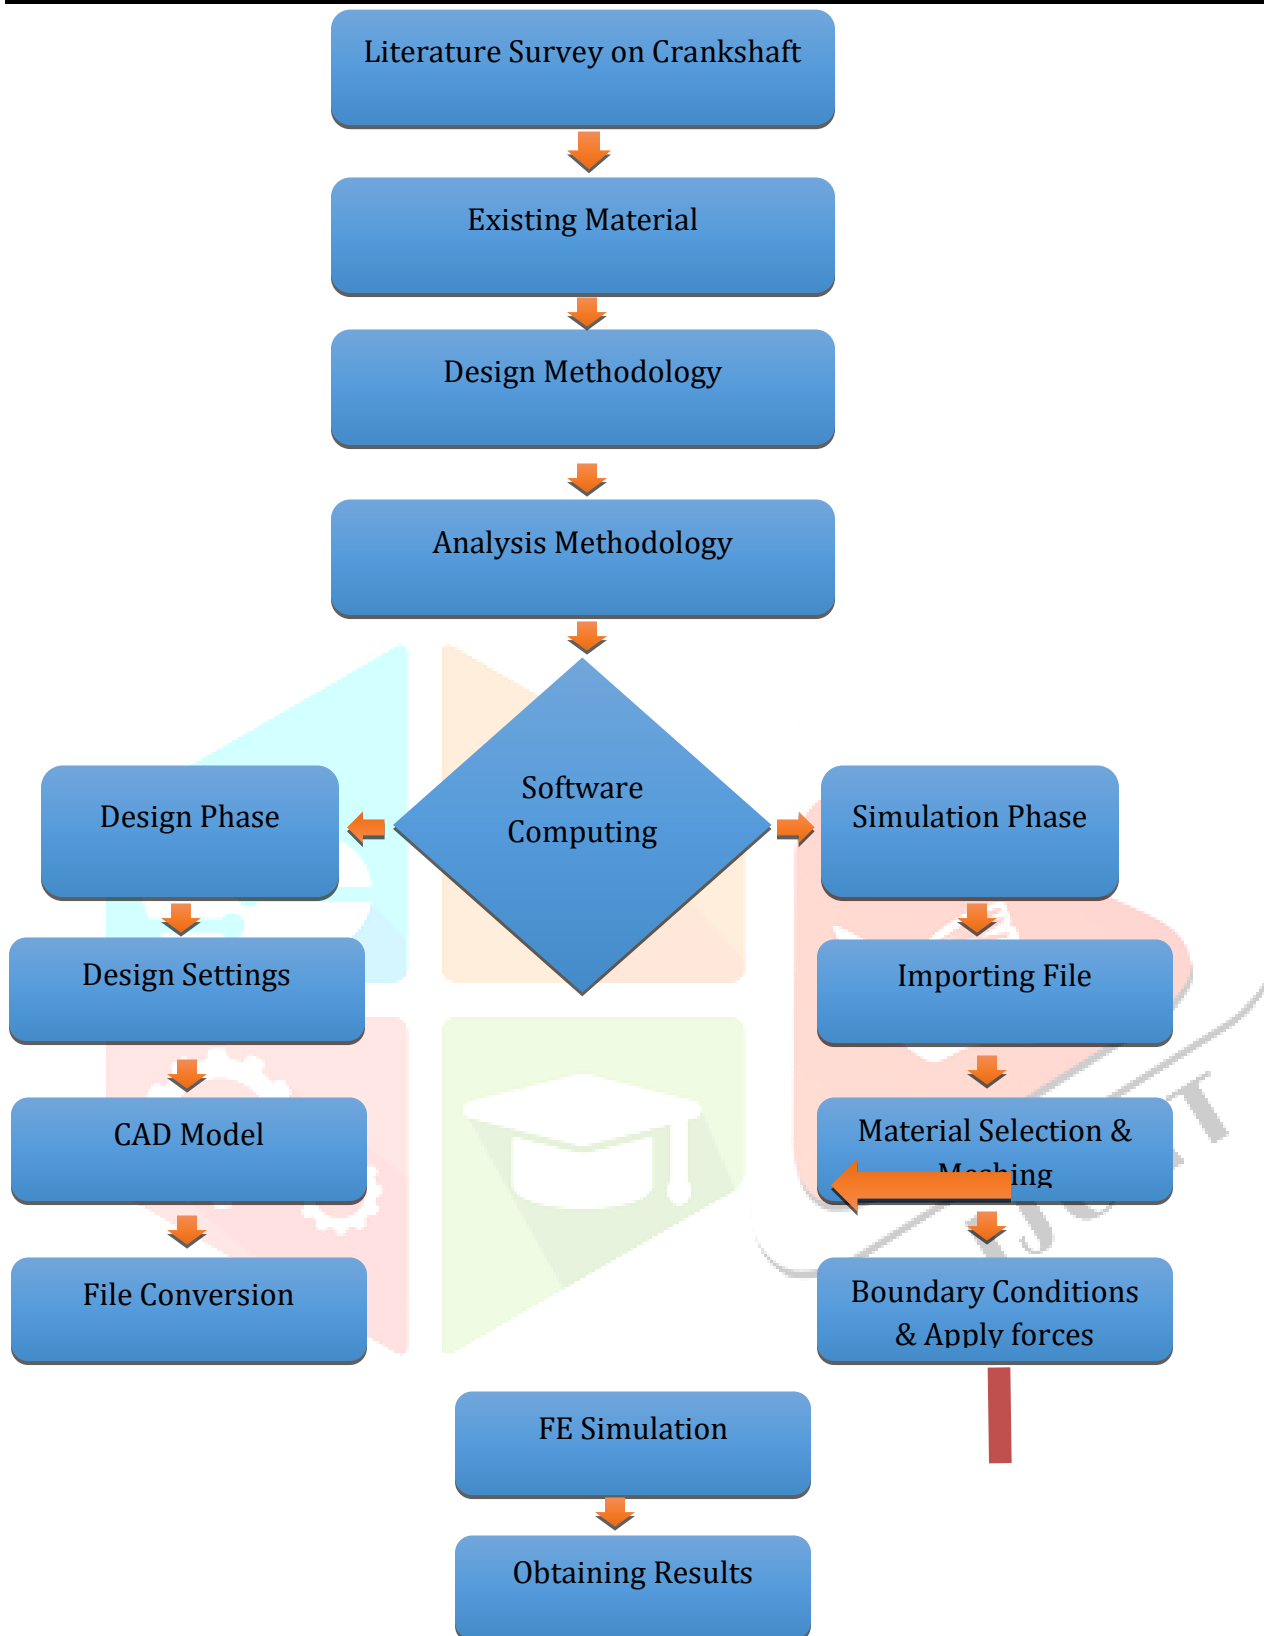 Literature Survey on Crankshaft
Existing Material
Design Methodology
Analysis Methodology
Software
Computing
Design Phase
Simulation Phase
Design Settings
Importing File
CAD Model
Material Selection &
Meshing
File Conversion
Boundary Conditions
& Apply forces
FE Simulation
Obtaining Results